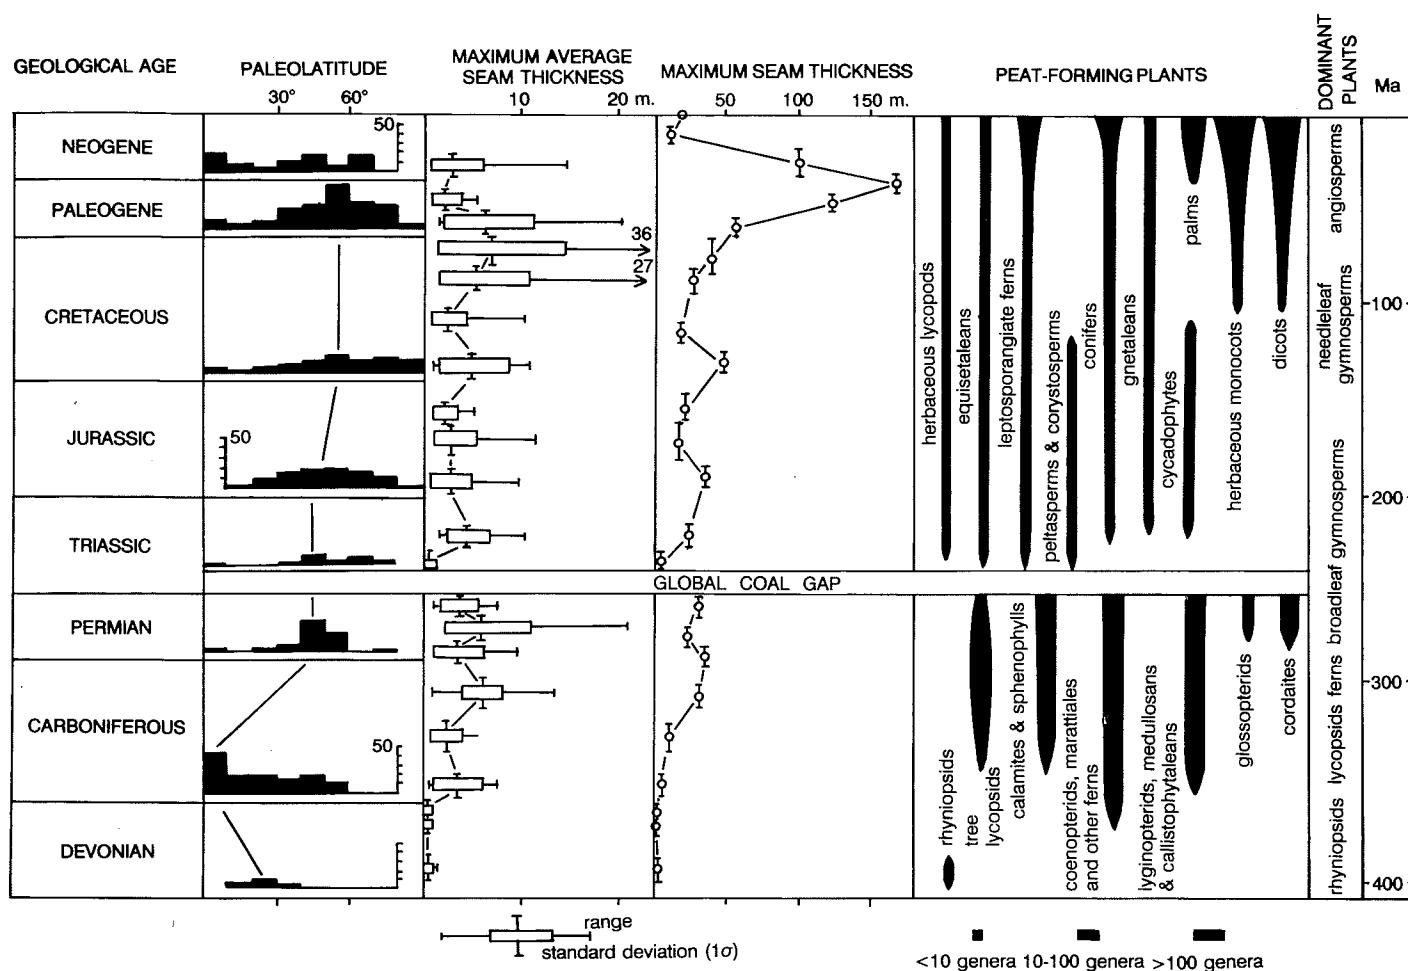 GEOLOGICAL AGE
PALEOLATITUDE
30° 60°
MAXIMUM AVERAGE
SEAM THICKNESS
10 20 m.
MAXIMUM SEAM THICKNESS
50 100 150 m.
PEAT-FORMING PLANTS
DOMINANT
PLANTS
Ma
NEOGENE
50
PALEOGENE
36
27
CRETACEOUS
JURASSIC
50
TRIASSIC
GLOBAL COAL GAP
PERMIAN
CARBONIFEROUS
50
DEVONIAN
herbaceous lycopods
equisetaleans
leptosporangiate ferns
peltasperms & corystosperms
conifers
gnetaleans
cycadophytes
palms
herbaceous monocots
dicots
rhyniopsids
tree
lycopsids
calamites & sphenophylls
coenopterids, marattiales
and other ferns
lyginopterids, medullosans
& callistophytaleans
glossopterids
cordaites
angiosperms
needleleaf
gymnosperms
broadleaf gymnosperms
ferns
lycopsids
rhyniopsids
100
200
300
400
range
standard deviation (1σ)
<10 genera 10-100 genera >100 genera